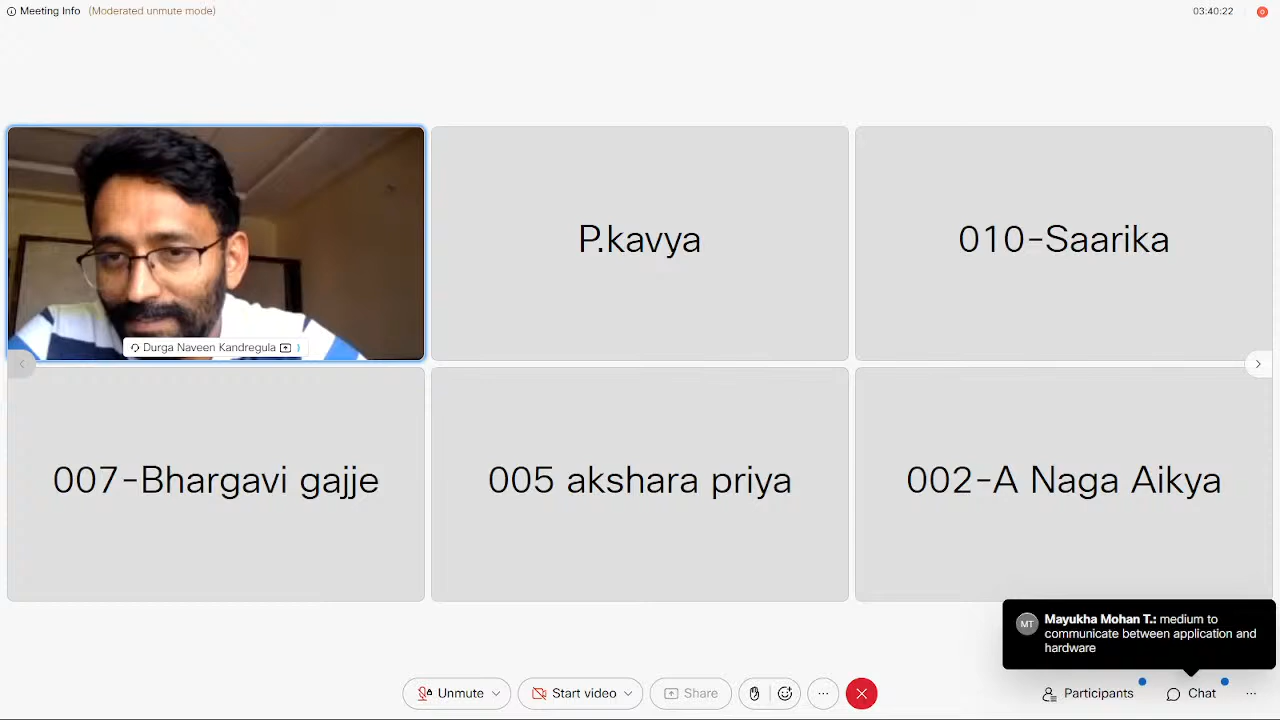 Meeting Info (Moderated unmute mode)
03:40:22
Durga Naveen Kandregula
P.kavya
010-Saarika
007-Bhargavi gajje
005 akshara priya
002-A Naga Aikya
MT
Mayukha Mohan T.: medium to
communicate between application and
hardware
Unmute
Start video
Share
Participants
Chat